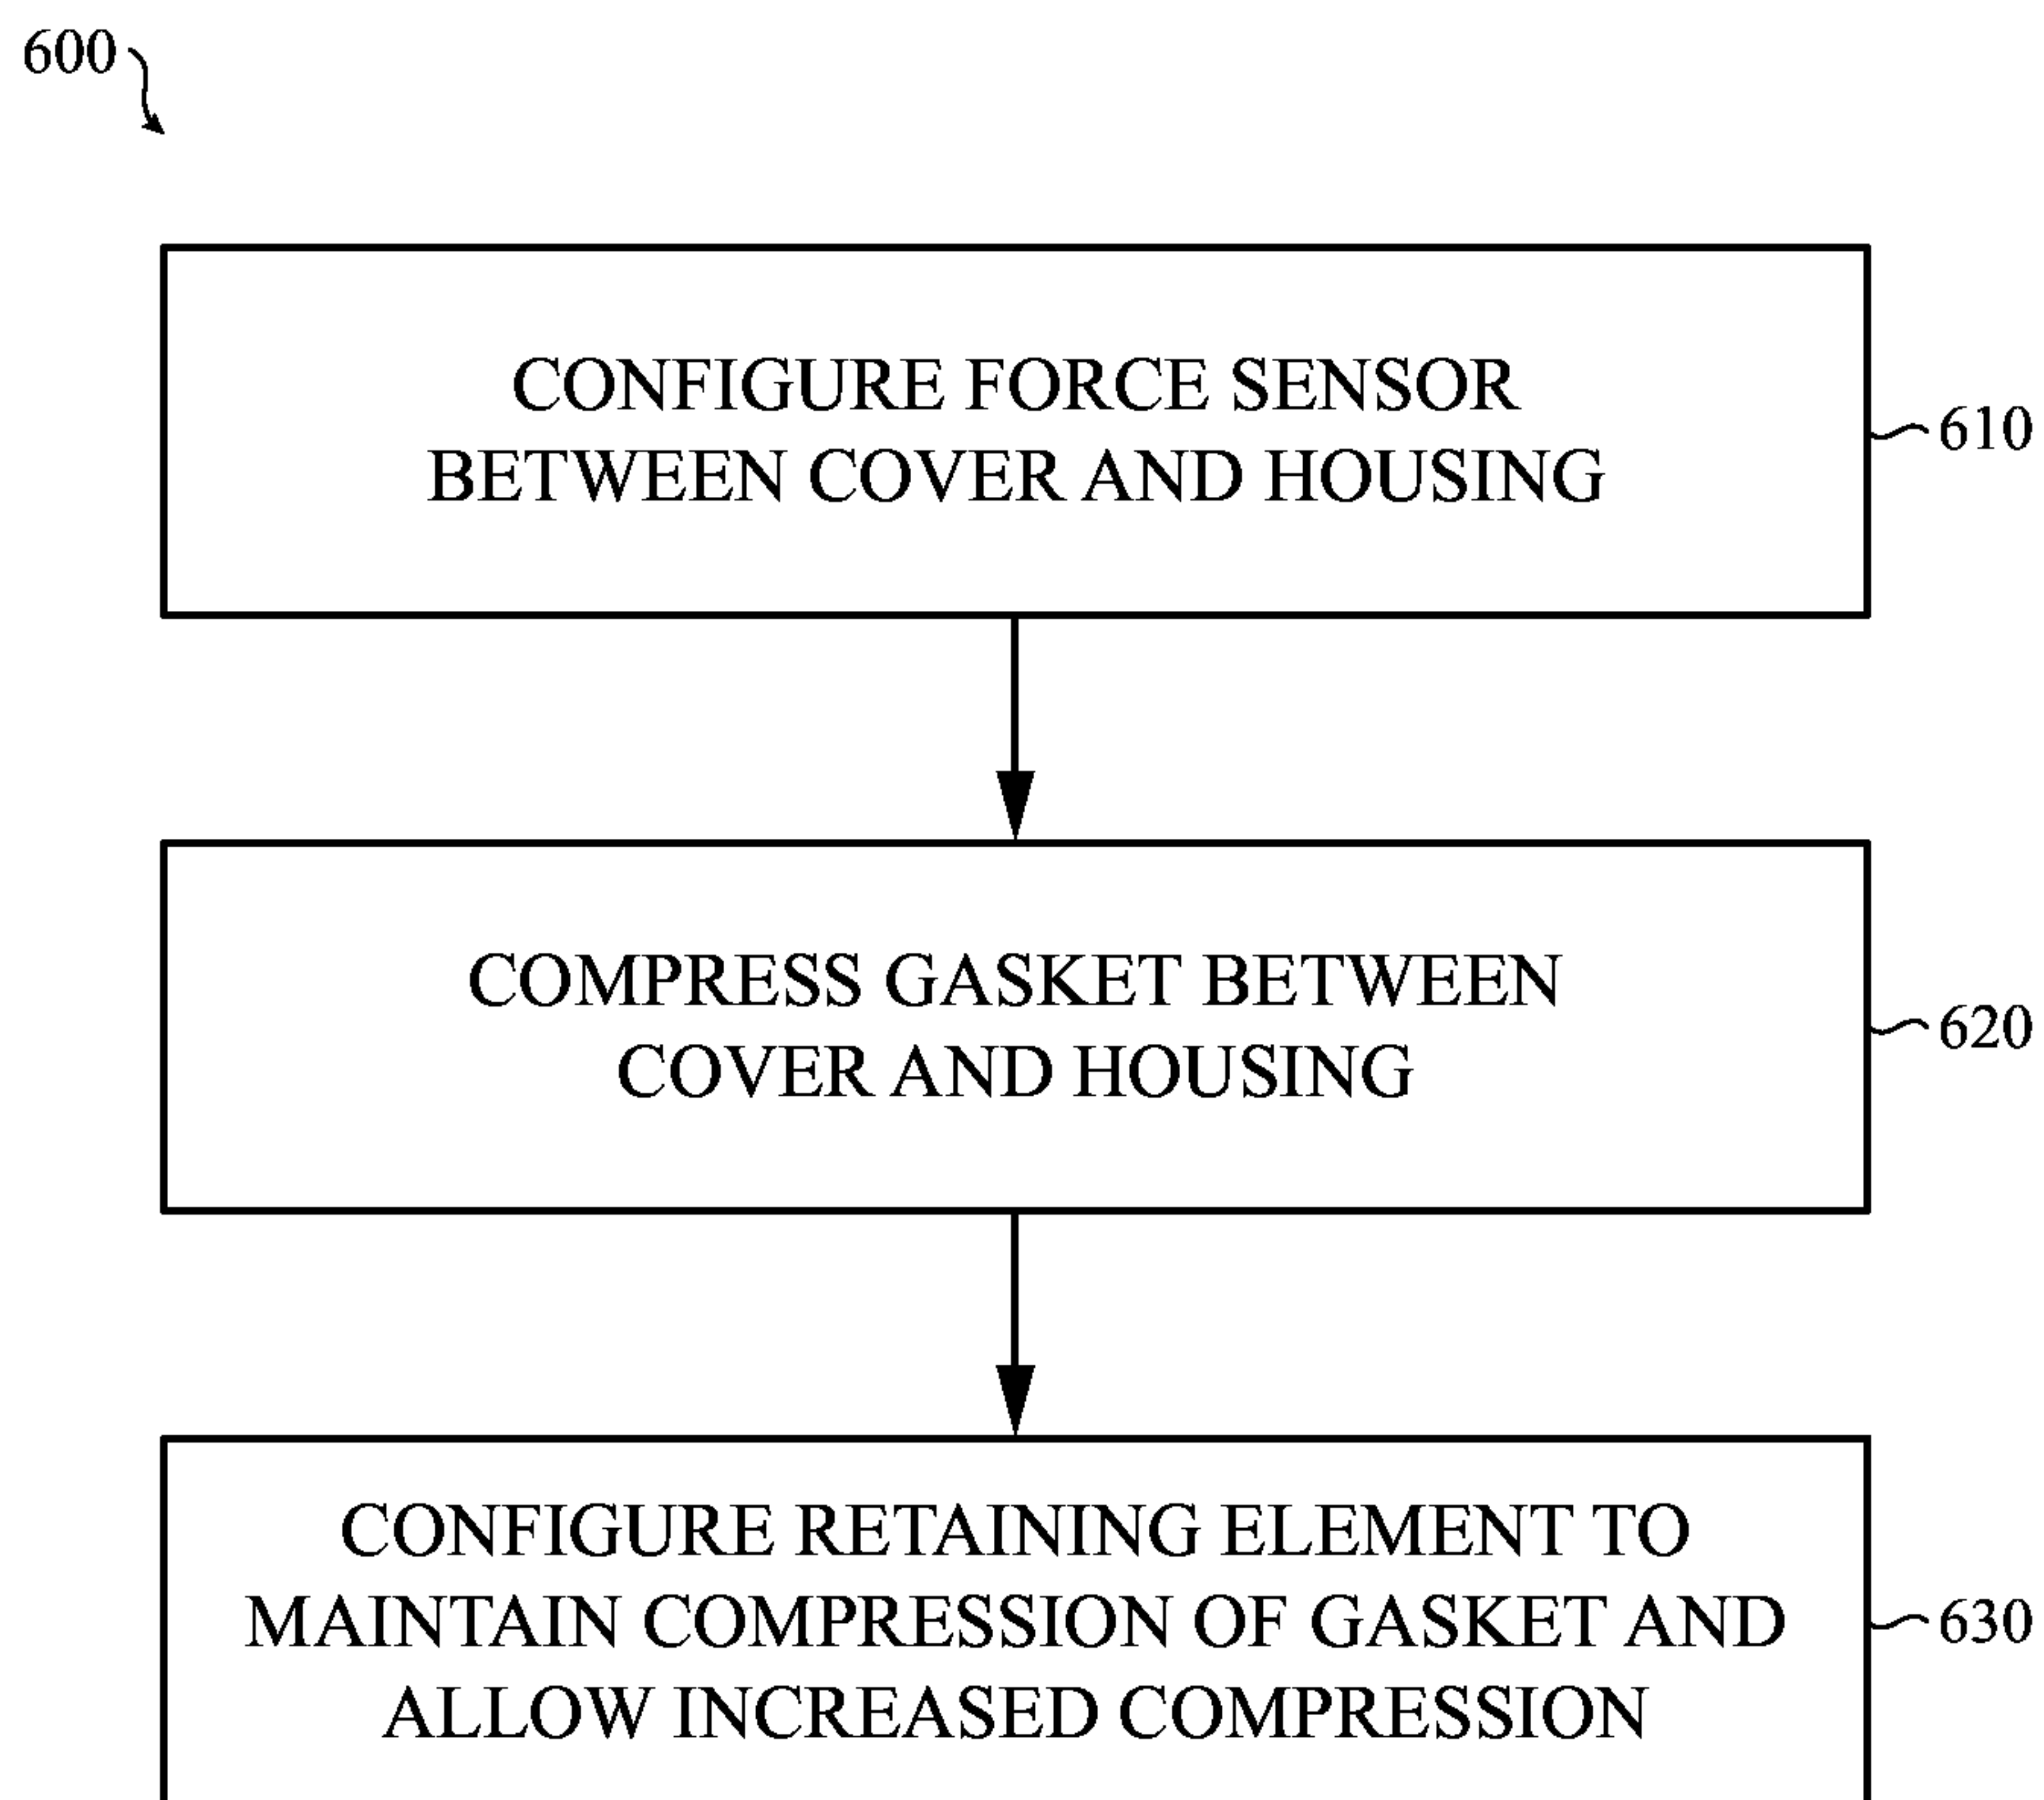 600
CONFIGURE FORCE SENSOR
BETWEEN COVER AND HOUSING
610
COMPRESS GASKET BETWEEN
COVER AND HOUSING
620
CONFIGURE RETAINING ELEMENT TO
MAINTAIN COMPRESSION OF GASKET AND
ALLOW INCREASED COMPRESSION
630